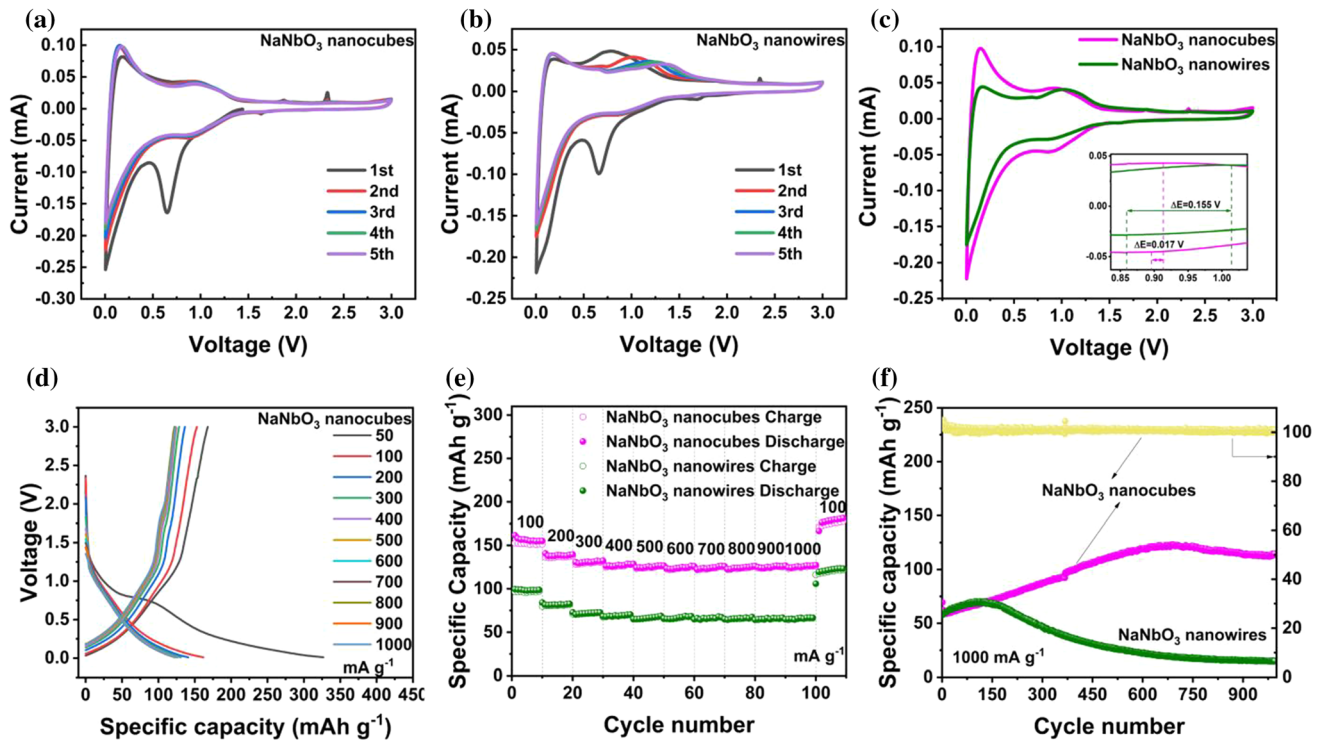 (a)
NaNbO3 nanocubes
0.10
0.05
0.00
-0.05
-0.10
-0.15
-0.20
-0.25
-0.30
Current (mA)
1st
2nd
3rd
4th
5th
0.0 0.5 1.0 1.5 2.0 2.5 3.0
Voltage (V)
(b)
NaNbO3 nanowires
0.10
0.05
0.00
-0.05
-0.10
-0.15
-0.20
-0.25
Current (mA)
1st
2nd
3rd
4th
5th
0.0 0.5 1.0 1.5 2.0 2.5 3.0
Voltage (V)
(c)
NaNbO3 nanocubes
NaNbO3 nanowires
0.10
0.05
0.00
-0.05
-0.10
-0.15
-0.20
-0.25
Current (mA)
0.05
0.00
-0.05
ΔE=0.155 V
ΔE=0.017 V
0.85 0.90 0.95 1.00
0.0 0.5 1.0 1.5 2.0 2.5 3.0
Voltage (V)
(d)
NaNbO3 nanocubes
3.0
2.5
2.0
1.5
1.0
0.5
0.0
Voltage (V)
50
100
200
300
400
500
600
700
800
900
1000
mA g-1
0 50 100 150 200 250 300 350 400 450
Specific capacity (mAh g-1)
(e)
300
250
200
150
100
50
0
Specific Capacity (mAh g-1)
NaNbO3 nanocubes Charge
NaNbO3 nanocubes Discharge
NaNbO3 nanowires Charge
NaNbO3 nanowires Discharge
100 200 300 400 500 600 700 800 900 1000 100
mA g-1
0 20 40 60 80 100
Cycle number
(f)
250
225
200
175
150
125
100
75
50
25
0
Specific capacity (mAh g-1)
NaNbO3 nanocubes
NaNbO3 nanowires
1000 mA g-1
100
80
60
40
20
0
0 150 300 450 600 750 900
Cycle number